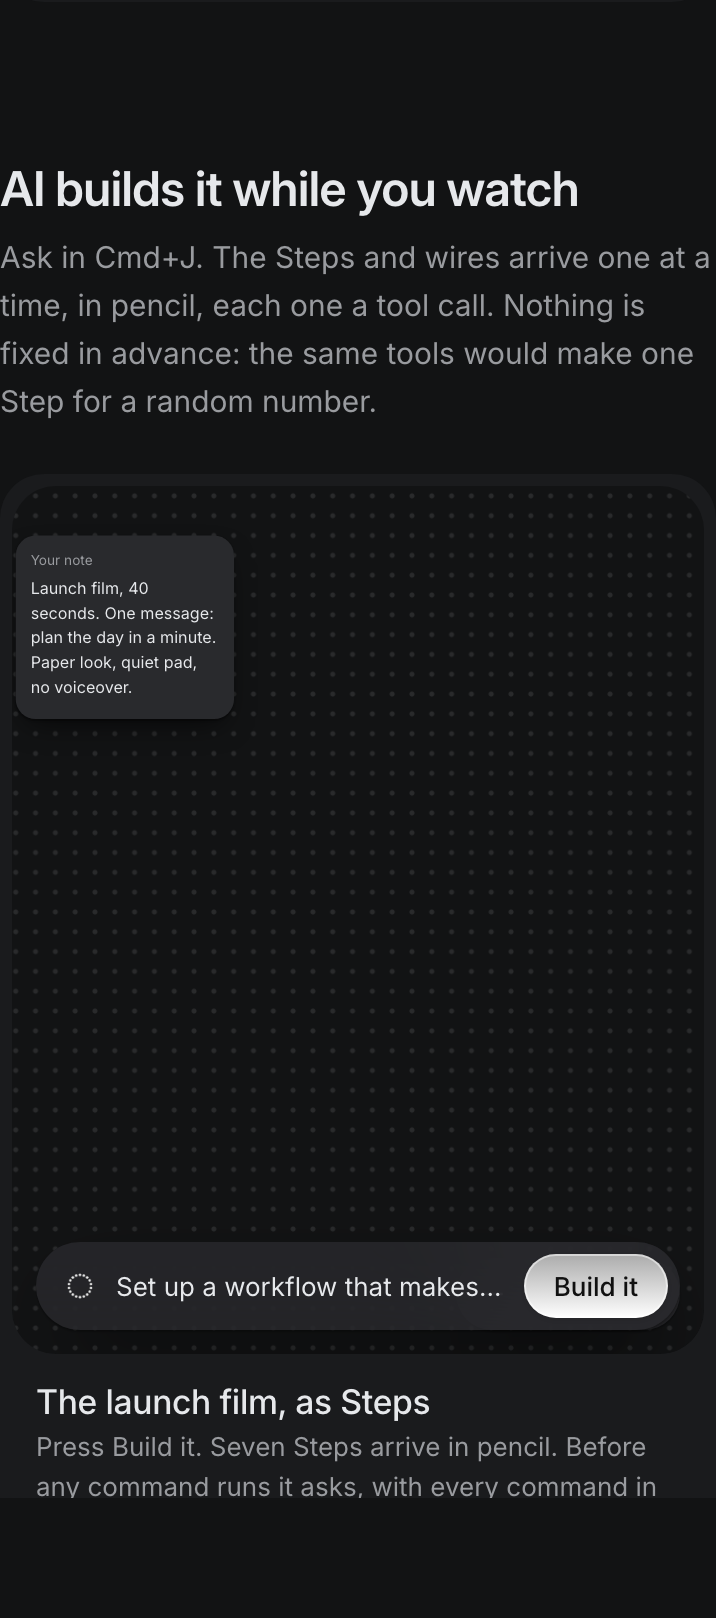 AI builds it while you watch
Ask in Cmd+J. The Steps and wires arrive one at a
time, in pencil, each one a tool call. Nothing is
fixed in advance: the same tools would make one
Step for a random number.
Your note
Launch film, 40
seconds. One message:
plan the day in a minute.
Paper look, quiet pad,
no voiceover.
Set up a workflow that makes...
Build it
The launch film, as Steps
Press Build it. Seven Steps arrive in pencil. Before
any command runs it asks, with every command in